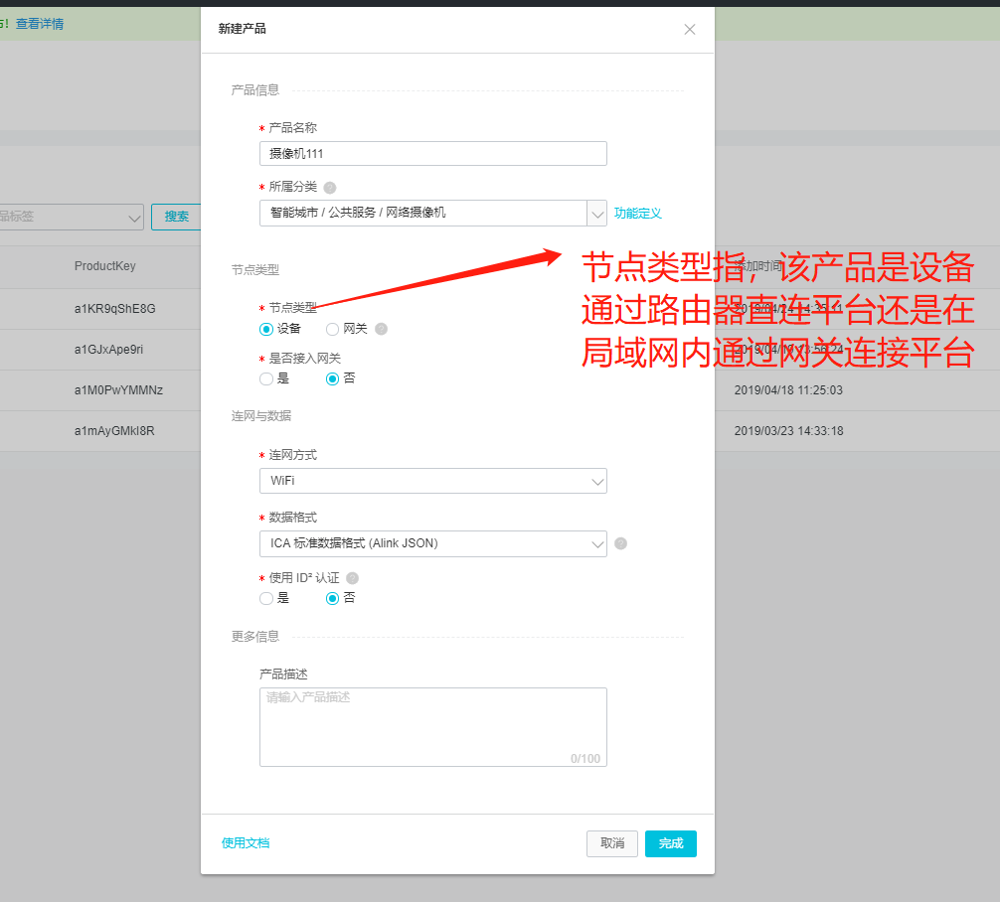 布！查看详情
新建产品
产品信息
* 产品名称
摄像机111
* 所属分类 ?
智能城市 / 公共服务 / 网络摄像机
功能定义
品标签
搜索
节点类型
* 节点类型
设备 网关 ?
* 是否接入网关
是 否
节点类型指，该产品是设备
通过路由器直连平台还是在
局域网内通过网关连接平台
ProductKey
添加时间
a1KR9qShE8G
2019/04/24 14:35:11
a1GJxApe9ri
a1M0PwYMMNz
2019/04/18 11:25:03
a1mAyGMkI8R
2019/03/23 14:33:18
连网与数据
* 连网方式
WiFi
* 数据格式
ICA 标准数据格式 (Alink JSON) ?
* 使用 ID² 认证 ?
是 否
更多信息
产品描述
请输入产品描述
0/100
使用文档
取消
完成